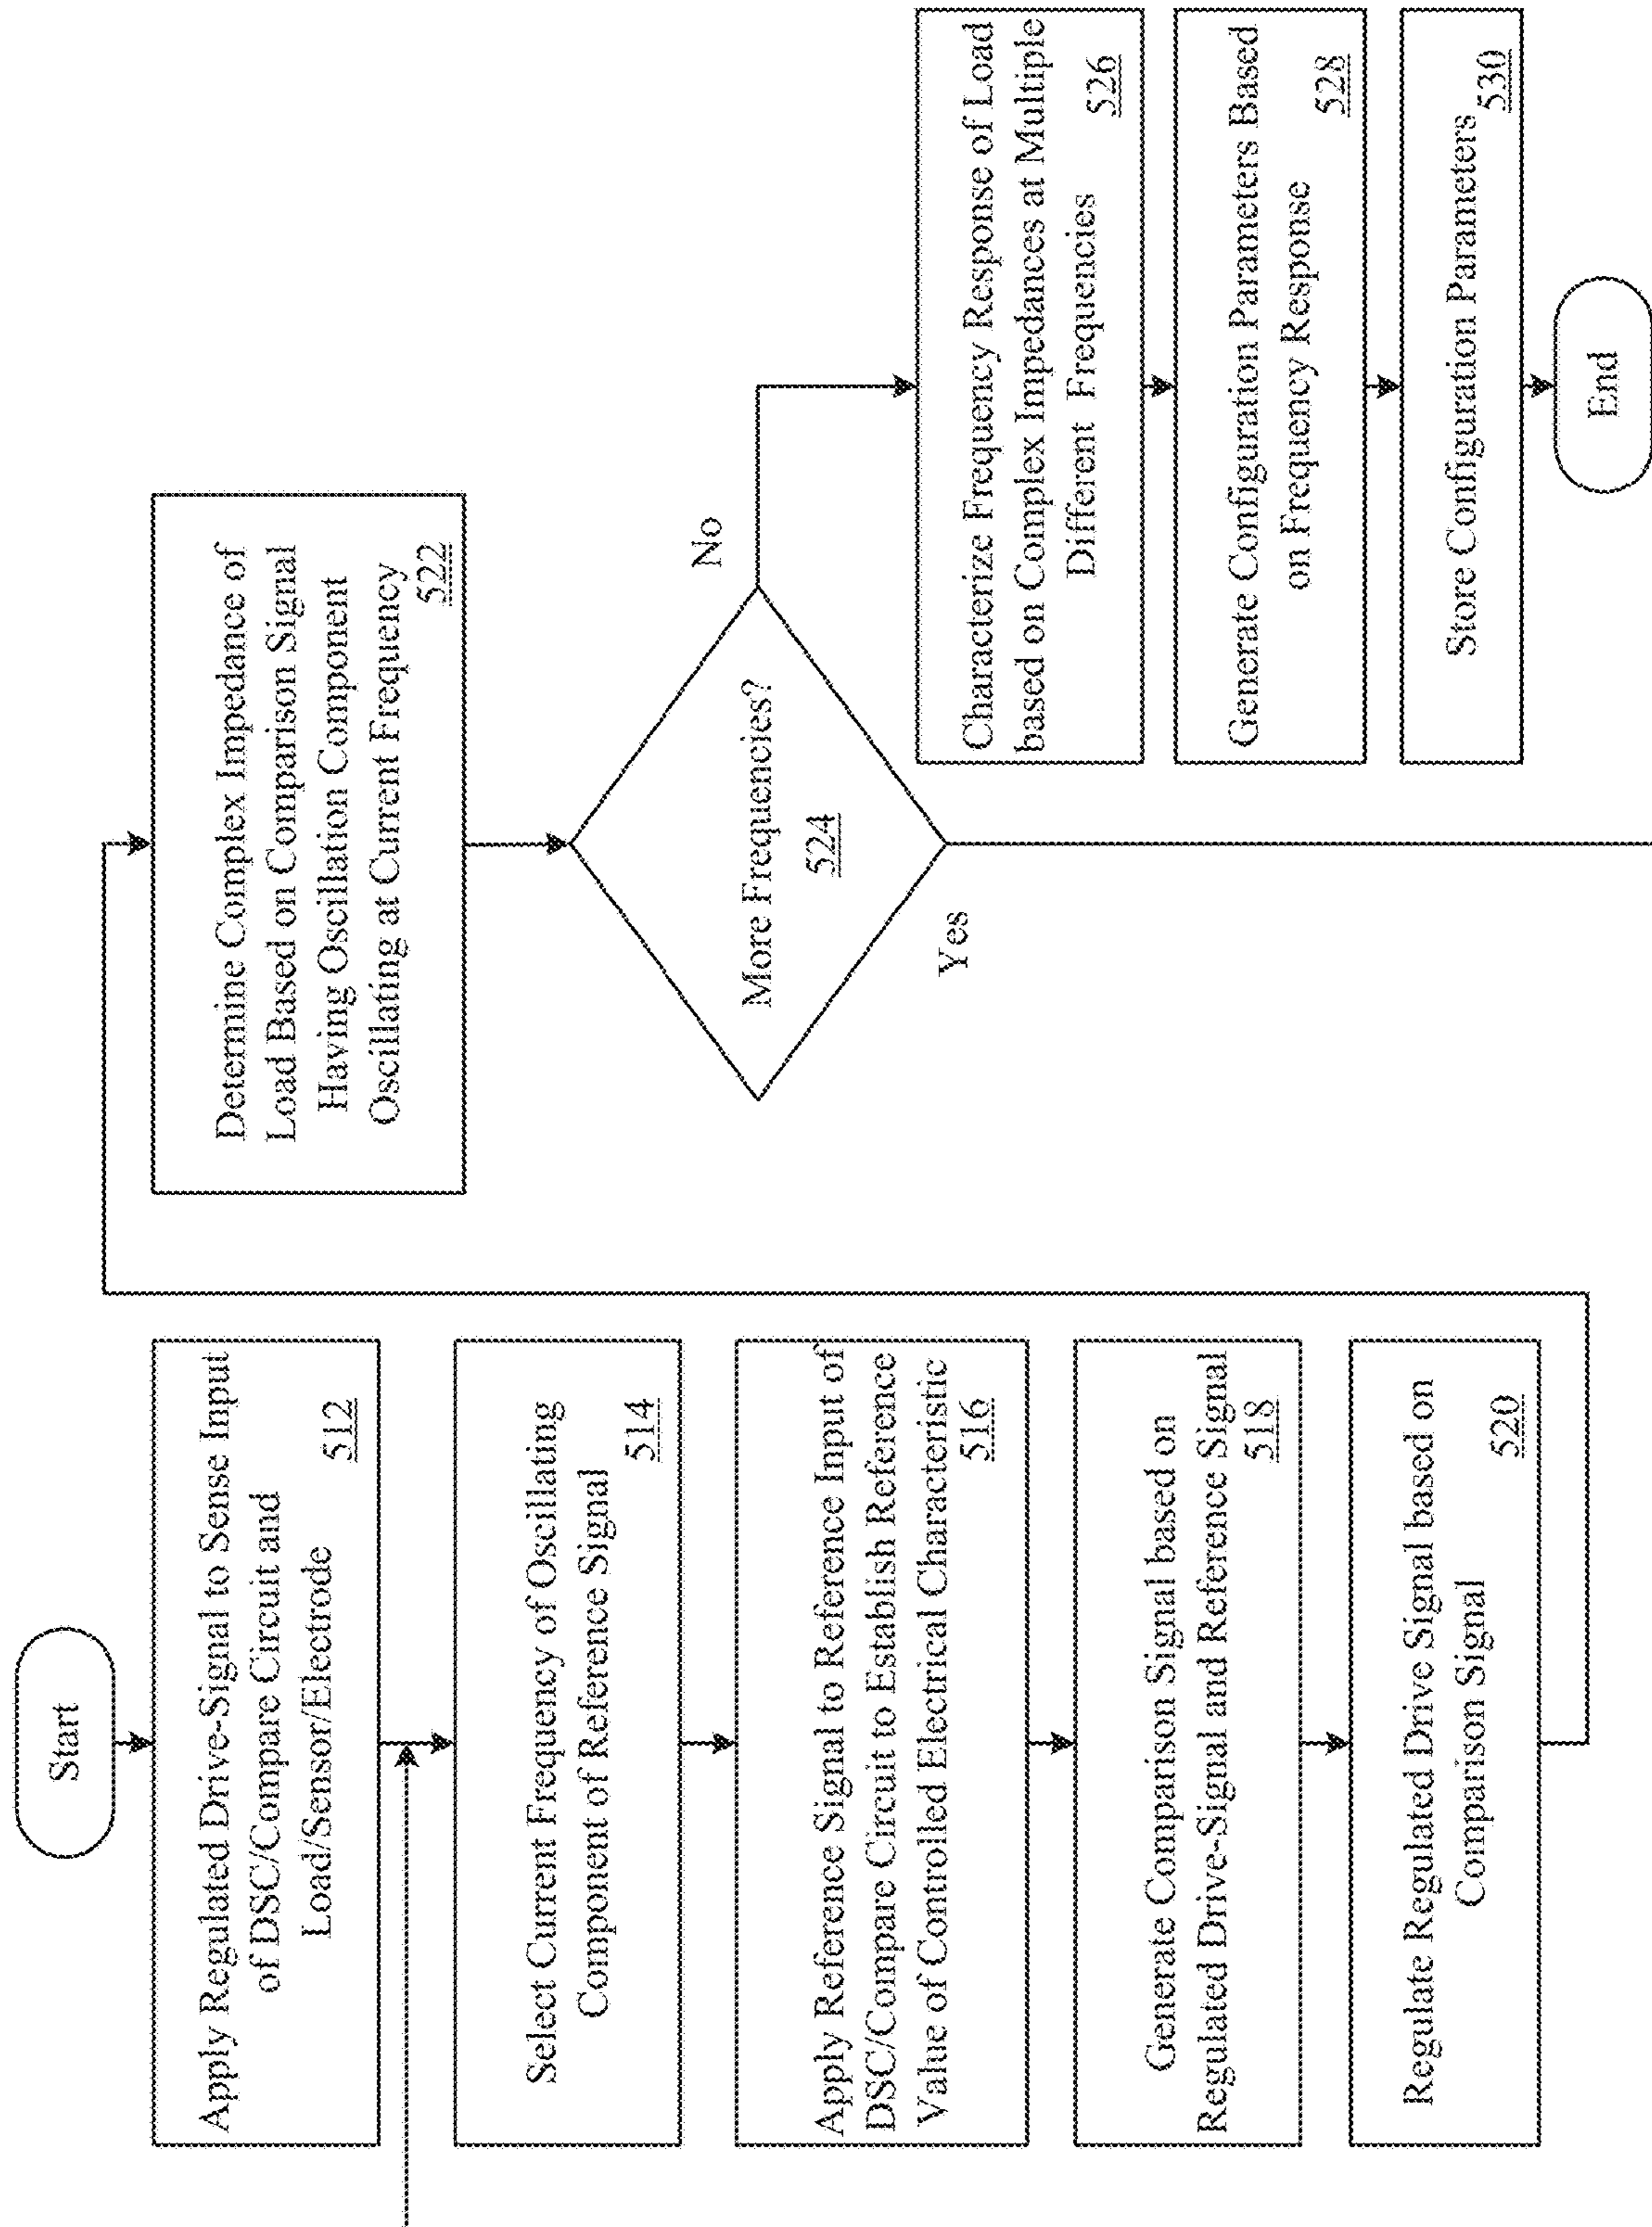 Start
Apply Regulated Drive-Signal to Sense Input
of DSC/Compare Circuit and
Load/Sensor/Electrode
512
Select Current Frequency of Oscillating
Component of Reference Signal
514
Apply Reference Signal to Reference Input of
DSC/Compare Circuit to Establish Reference
Value of Controlled Electrical Characteristic
516
Generate Comparison Signal based on
Regulated Drive-Signal and Reference Signal
518
Regulate Regulated Drive Signal based on
Comparison Signal
520
Determine Complex Impedance of
Load Based on Comparison Signal
Having Oscillation Component
Oscillating at Current Frequency
522
More Frequencies?
524
Yes
No
Characterize Frequency Response of Load
based on Complex Impedances at Multiple
Different Frequencies
526
Generate Configuration Parameters Based
on Frequency Response
528
Store Configuration Parameters
530
End